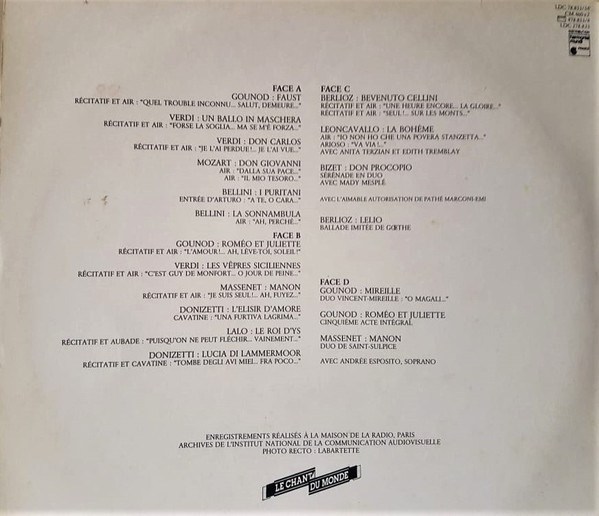 LDC 78.833/34
FACE A
GOUNOD : FAUST
RÉCITATIF ET AIR : "QUEL TROUBLE INCONNU... SALUT, DEMEURE..."
VERDI : UN BALLO IN MASCHERA
RÉCITATIF ET AIR : "FORSE LA SOGLIA... MA SE M'È FORZA..."
VERDI : DON CARLOS
RÉCITATIF ET AIR : "JE L'AI PERDUE!... JE L'AI VUE..."
MOZART : DON GIOVANNI
AIR : "DALLA SUA PACE..."
AIR : "IL MIO TESORO..."
BELLINI : I PURITANI
ENTRÉE D'ARTURO : "A TE, O CARA..."
BELLINI : LA SONNAMBULA
AIR : "AH, PERCHÉ..."
FACE B
GOUNOD : ROMÉO ET JULIETTE
RÉCITATIF ET AIR : "L'AMOUR!... AH, LÈVE-TOI, SOLEIL!"
VERDI : LES VÊPRES SICILIENNES
RÉCITATIF ET AIR : "C'EST GUY DE MONFORT... O JOUR DE PEINE..."
MASSENET : MANON
RÉCITATIF ET AIR : "JE SUIS SEUL!... AH, FUYEZ..."
DONIZETTI : L'ELISIR D'AMORE
CAVATINE : "UNA FURTIVA LAGRIMA..."
LALO : LE ROI D'YS
RÉCITATIF ET AUBADE : "PUISQU'ON NE PEUT FLÉCHIR... VAINEMENT..."
DONIZETTI : LUCIA DI LAMMERMOOR
RÉCITATIF ET CAVATINE : "TOMBE DEGLI AVI MIEI... FRA POCO..."
FACE C
BERLIOZ : BEVENUTO CELLINI
RÉCITATIF ET AIR : "UNE HEURE ENCORE... LA GLOIRE..."
RÉCITATIF ET AIR : "SEUL!... SUR LES MONTS..."
LEONCAVALLO : LA BOHÊME
AIR : "IO NON HO CHE UNA POVERA STANZETTA..."
ARIOSO : "VA VIA!..."
AVEC ANITA TERZIAN ET EDITH TREMBLAY
BIZET : DON PROCOPIO
SÉRÉNADE EN DUO
AVEC MADY MESPLÉ
AVEC L'AIMABLE AUTORISATION DE PATHÉ MARCONI-EMI
BERLIOZ : LELIO
BALLADE IMITÉE DE GŒTHE
FACE D
GOUNOD : MIREILLE
DUO VINCENT-MIREILLE : "O MAGALI..."
GOUNOD : ROMÉO ET JULIETTE
CINQUIÈME ACTE INTÉGRAL
MASSENET : MANON
DUO DE SAINT-SULPICE
AVEC ANDRÉE ESPOSITO, SOPRANO
ENREGISTREMENTS RÉALISÉS À LA MAISON DE LA RADIO, PARIS
ARCHIVES DE L'INSTITUT NATIONAL DE LA COMMUNICATION AUDIOVISUELLE
PHOTO RECTO : LABARTETTE
LE CHANT DU MONDE